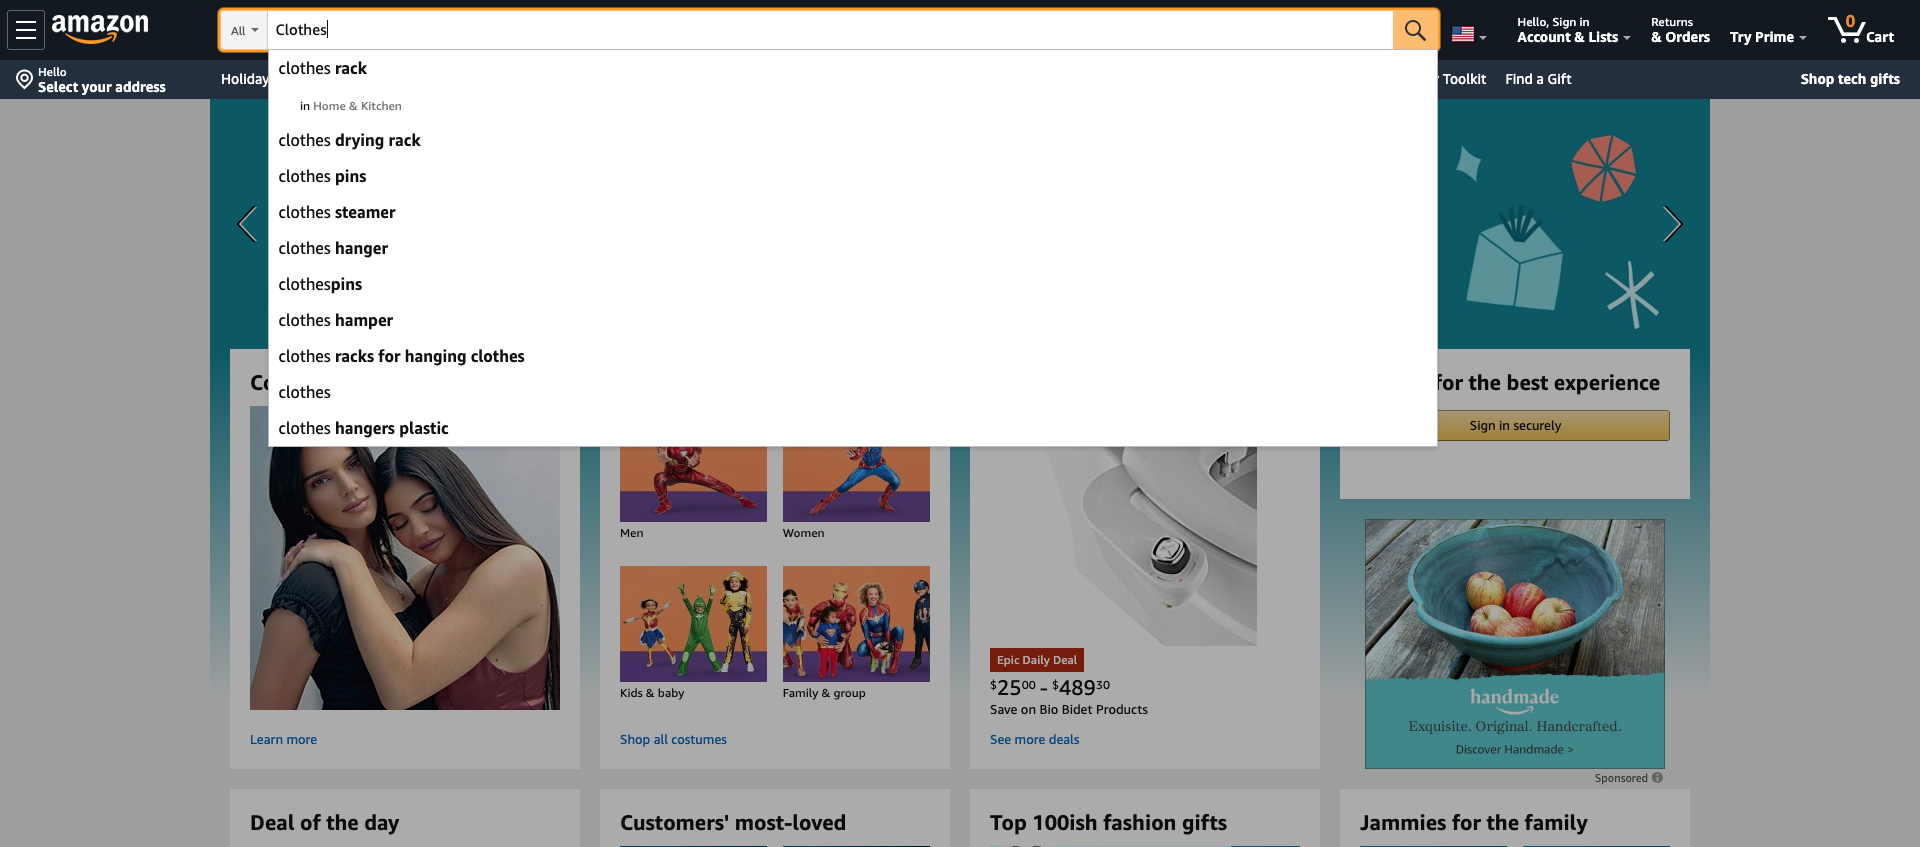 amazon
All
Clothes
Hello, Sign in
Account & Lists
Returns
& Orders
Try Prime
0
Cart
Hello
Select your address
Holiday
Toolkit
Find a Gift
Shop tech gifts
clothes rack
in Home & Kitchen
clothes drying rack
clothes pins
clothes steamer
clothes hanger
clothespins
clothes hamper
clothes racks for hanging clothes
clothes
clothes hangers plastic
for the best experience
Sign in securely
Men
Women
Kids & baby
Family & group
Epic Daily Deal
$2500 - $48930
Save on Bio Bidet Products
Learn more
Shop all costumes
See more deals
handmade
Exquisite. Original. Handcrafted.
Discover Handmade >
Sponsored
Deal of the day
Customers' most-loved
Top 100ish fashion gifts
Jammies for the family